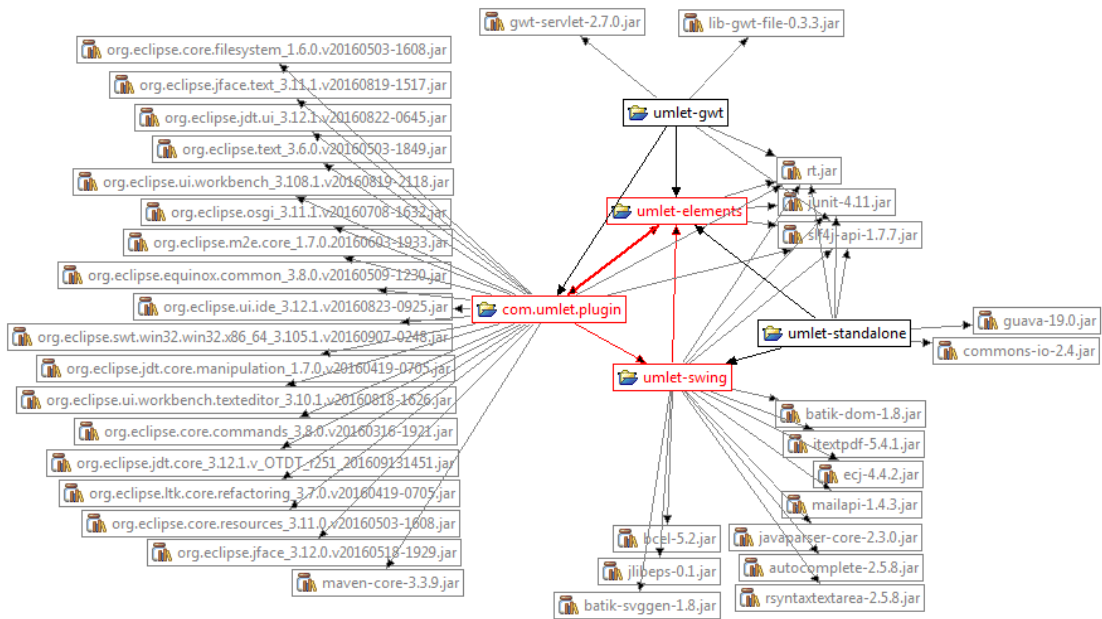 gwt-servlet-2.7.0.jar
lib-gwt-file-0.3.3.jar
org.eclipse.core.filesystem_1.6.0.v20160503-1608.jar
org.eclipse.jface.text_3.11.1.v20160819-1517.jar
org.eclipse.jdt.ui_3.12.1.v20160822-0645.jar
org.eclipse.text_3.6.0.v20160503-1849.jar
org.eclipse.ui.workbench_3.108.1.v20160819-2118.jar
org.eclipse.osgi_3.11.1.v20160708-1632.jar
org.eclipse.m2e.core_1.7.0.20160603-1933.jar
org.eclipse.equinox.common_3.8.0.v20160509-1230.jar
org.eclipse.ui.ide_3.12.1.v20160823-0925.jar
org.eclipse.swt.win32.win32.x86_64_3.105.1.v20160907-0248.jar
org.eclipse.jdt.core.manipulation_1.7.0.v20160419-0705.jar
org.eclipse.ui.workbench.texteditor_3.10.1.v20160818-1626.jar
org.eclipse.core.commands_3.8.0.v20160316-1921.jar
org.eclipse.jdt.core_3.12.1.v_OTDT_r251_201609131451.jar
org.eclipse.ltk.core.refactoring_3.7.0.v20160419-0705.jar
org.eclipse.core.resources_3.11.0.v20160503-1608.jar
org.eclipse.jface_3.12.0.v20160518-1929.jar
maven-core-3.3.9.jar
umlet-gwt
rt.jar
umlet-elements
junit-4.11.jar
slf4j-api-1.7.7.jar
com.umlet.plugin
umlet-standalone
guava-19.0.jar
commons-io-2.4.jar
umlet-swing
batik-dom-1.8.jar
itextpdf-5.4.1.jar
ecj-4.4.2.jar
mailapi-1.4.3.jar
bcel-5.2.jar
javaparser-core-2.3.0.jar
jlibeps-0.1.jar
autocomplete-2.5.8.jar
batik-svggen-1.8.jar
rsyntaxtextarea-2.5.8.jar